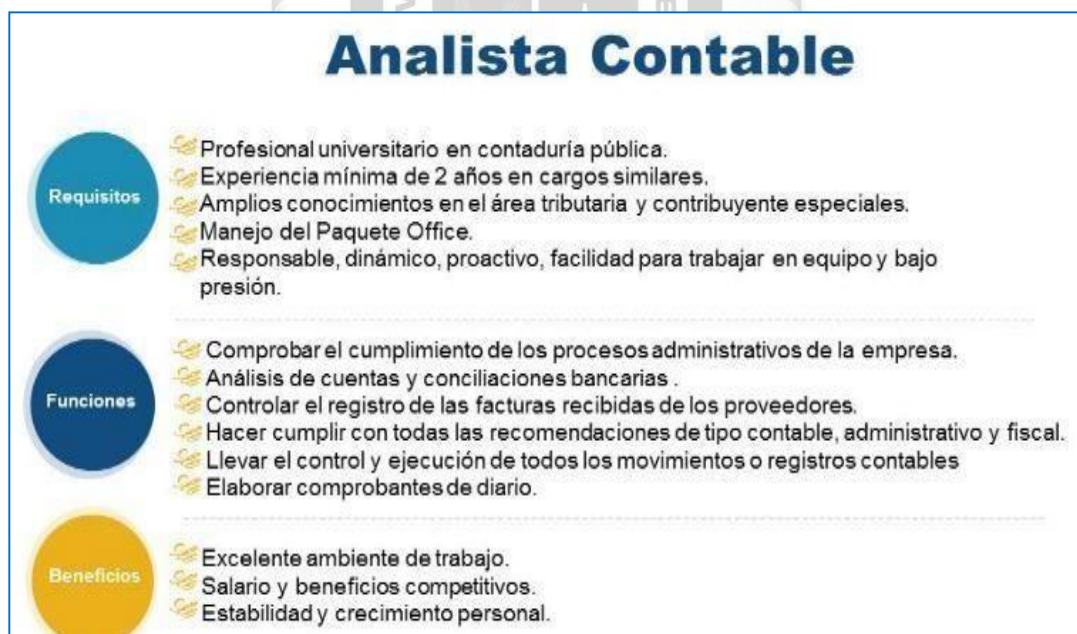 Analista Contable
Requisitos
Profesional universitario en contaduría pública.
Experiencia mínima de 2 años en cargos similares.
Amplios conocimientos en el área tributaria y contribuyente especiales.
Manejo del Paquete Office.
Responsable, dinámico, proactivo, facilidad para trabajar en equipo y bajo
presión.
Funciones
Comprobar el cumplimiento de los procesos administrativos de la empresa.
Análisis de cuentas y conciliaciones bancarias .
Controlar el registro de las facturas recibidas de los proveedores.
Hacer cumplir con todas las recomendaciones de tipo contable, administrativo y fiscal.
Llevar el control y ejecución de todos los movimientos o registros contables
Elaborar comprobantes de diario.
Beneficios
Excelente ambiente de trabajo.
Salario y beneficios competitivos.
Estabilidad y crecimiento personal.